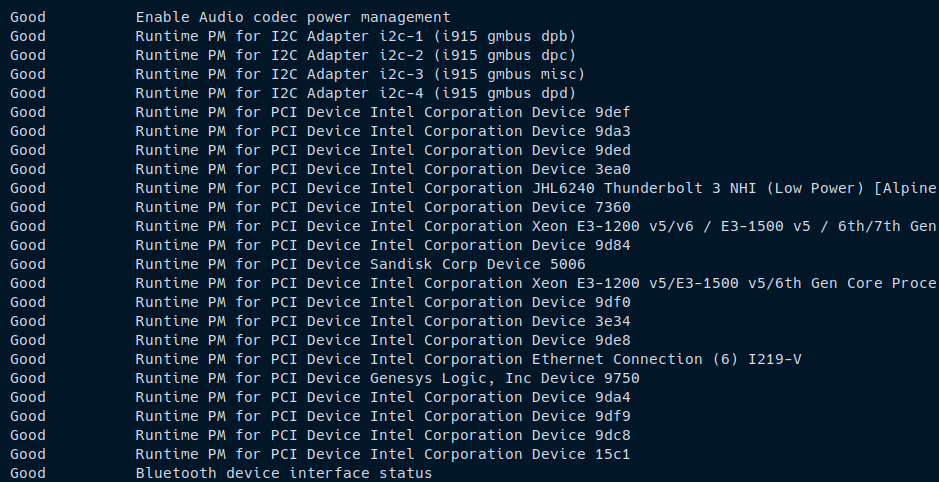 Good Enable Audio codec power management
Good Runtime PM for I2C Adapter i2c-1 (i915 gmbus dpb)
Good Runtime PM for I2C Adapter i2c-2 (i915 gmbus dpc)
Good Runtime PM for I2C Adapter i2c-3 (i915 gmbus misc)
Good Runtime PM for I2C Adapter i2c-4 (i915 gmbus dpd)
Good Runtime PM for PCI Device Intel Corporation Device 9def
Good Runtime PM for PCI Device Intel Corporation Device 9da3
Good Runtime PM for PCI Device Intel Corporation Device 9ded
Good Runtime PM for PCI Device Intel Corporation Device 3ea0
Good Runtime PM for PCI Device Intel Corporation JHL6240 Thunderbolt 3 NHI (Low Power) [Alpine
Good Runtime PM for PCI Device Intel Corporation Device 7360
Good Runtime PM for PCI Device Intel Corporation Xeon E3-1200 v5/v6 / E3-1500 v5 / 6th/7th Gen
Good Runtime PM for PCI Device Intel Corporation Device 9d84
Good Runtime PM for PCI Device Sandisk Corp Device 5006
Good Runtime PM for PCI Device Intel Corporation Xeon E3-1200 v5/E3-1500 v5/6th Gen Core Proce
Good Runtime PM for PCI Device Intel Corporation Device 9df0
Good Runtime PM for PCI Device Intel Corporation Device 3e34
Good Runtime PM for PCI Device Intel Corporation Device 9de8
Good Runtime PM for PCI Device Intel Corporation Ethernet Connection (6) I219-V
Good Runtime PM for PCI Device Genesys Logic, Inc Device 9750
Good Runtime PM for PCI Device Intel Corporation Device 9da4
Good Runtime PM for PCI Device Intel Corporation Device 9df9
Good Runtime PM for PCI Device Intel Corporation Device 9dc8
Good Runtime PM for PCI Device Intel Corporation Device 15c1
Good Bluetooth device interface status